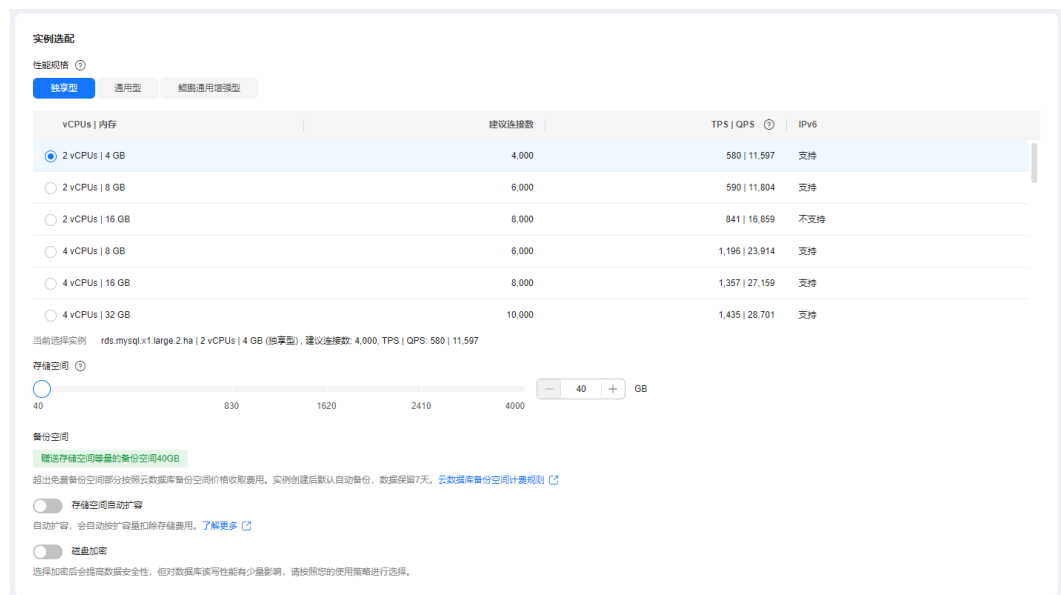 实例选配
性能规格
独享型 通用型 鲲鹏通用增强型
vCPUs | 内存 建议连接数 TPS | QPS IPv6
2 vCPUs | 4 GB 4,000 580 | 11,597 支持
2 vCPUs | 8 GB 6,000 590 | 11,804 支持
2 vCPUs | 16 GB 8,000 841 | 16,859 不支持
4 vCPUs | 8 GB 6,000 1,196 | 23,914 支持
4 vCPUs | 16 GB 8,000 1,357 | 27,159 支持
4 vCPUs | 32 GB 10,000 1,435 | 28,701 支持
当前选择实例 rds.mysql.x1.large.2.ha | 2 vCPUs | 4 GB (独享型) , 建议连接数: 4,000, TPS | QPS: 580 | 11,597
存储空间
40 GB
40 830 1620 2410 4000
备份空间
赠送存储空间等量的备份空间40GB
超出免费备份空间部分按照云数据库备份空间价格收取费用。实例创建后默认自动备份，数据保留7天。云数据库备份空间计费规则
存储空间自动扩容
自动扩容，会自动按扩容量扣除存储费用。了解更多
磁盘加密
选择加密后会提高数据安全性，但对数据库读写性能有少量影响，请按照您的使用策略进行选择。